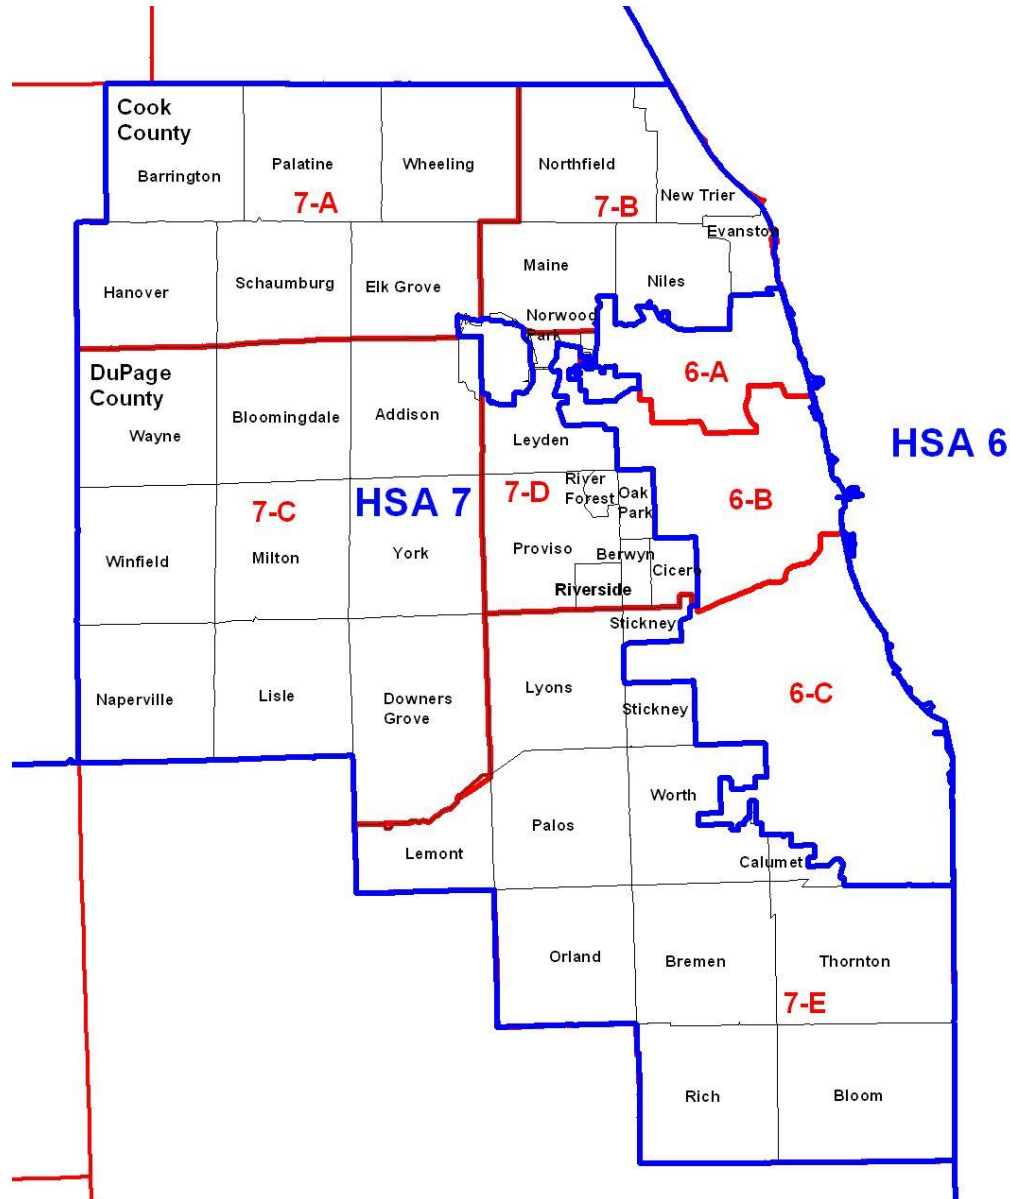 Cook
County
Barrington
Palatine
Wheeling
Northfield
7-A
7-B
New Trier
Evanston
Hanover
Schaumburg
Elk Grove
Maine
Niles
Norwood
Park
DuPage
County
6-A
Wayne
Bloomingdale
Addison
Leyden
HSA 6
7-C
HSA 7
7-D
River
Forest
Oak
Park
6-B
Winfield
Milton
York
Proviso
Berwyn
Cicero
Riverside
Stickney
Naperville
Lisle
Downers
Grove
Lyons
Stickney
6-C
Worth
Palos
Lemont
Calumet
Orland
Bremen
Thornton
7-E
Rich
Bloom